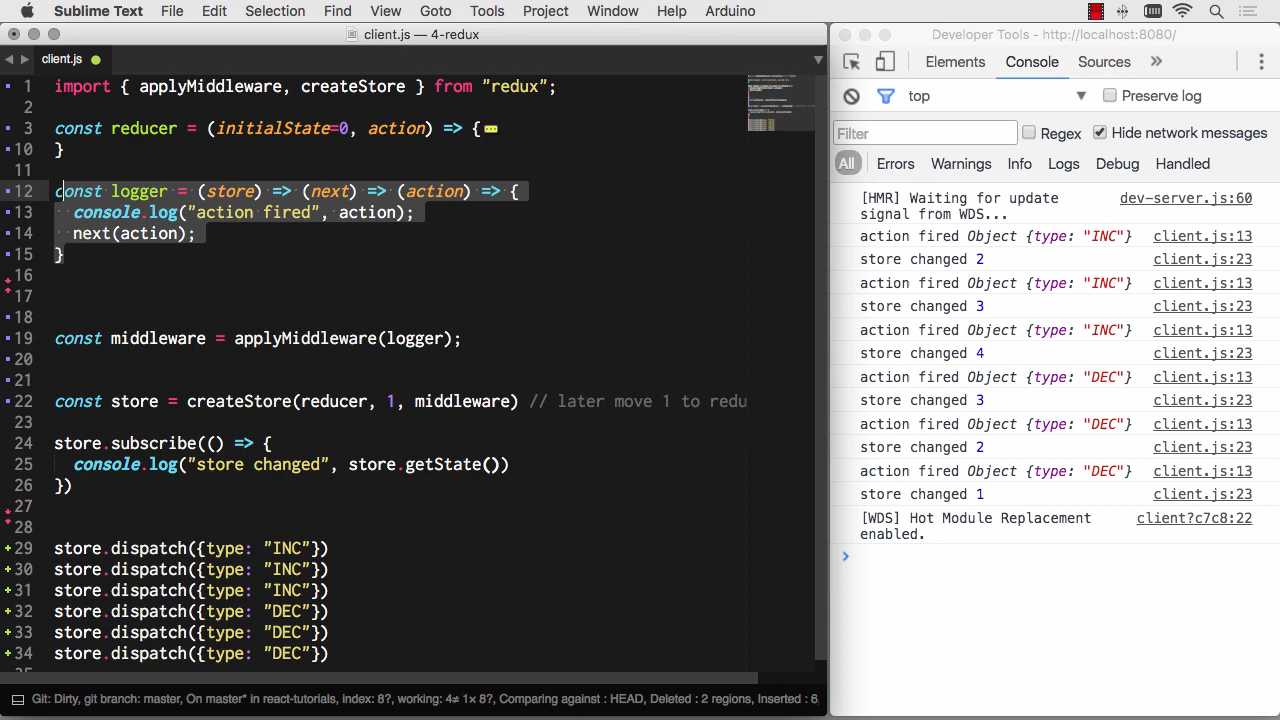 Sublime Text File Edit Selection Find View Goto Tools Project Window Help Arduino
client.js — 4-redux
client.js
1 import { applyMiddleware, createStore } from "redux";
2
3 const reducer = (initialState=0, action) => {
10 }
11
12 const logger = (store) => (next) => (action) => {
13 console.log("action fired", action);
14 next(action);
15 }
16
17
18
19 const middleware = applyMiddleware(logger);
20
21
22 const store = createStore(reducer, 1, middleware) // later move 1 to redu
23
24 store.subscribe(() => {
25 console.log("store changed", store.getState())
26 })
27
28
29 store.dispatch({type: "INC"})
30 store.dispatch({type: "INC"})
31 store.dispatch({type: "INC"})
32 store.dispatch({type: "DEC"})
33 store.dispatch({type: "DEC"})
34 store.dispatch({type: "DEC"})
Git: Dirty, git branch: master, On master* in react-tutorials, index: 8?, working: 4≠ 1× 8?, Comparing against : HEAD, Deleted : 2 regions, Inserted : 6,
Developer Tools - http://localhost:8080/
Elements Console Sources »
top Preserve log
Filter Regex Hide network messages
All Errors Warnings Info Logs Debug Handled
[HMR] Waiting for update dev-server.js:60
signal from WDS...
action fired Object {type: "INC"} client.js:13
store changed 2 client.js:23
action fired Object {type: "INC"} client.js:13
store changed 3 client.js:23
action fired Object {type: "INC"} client.js:13
store changed 4 client.js:23
action fired Object {type: "DEC"} client.js:13
store changed 3 client.js:23
action fired Object {type: "DEC"} client.js:13
store changed 2 client.js:23
action fired Object {type: "DEC"} client.js:13
store changed 1 client.js:23
[WDS] Hot Module Replacement client?c7c8:22
enabled.